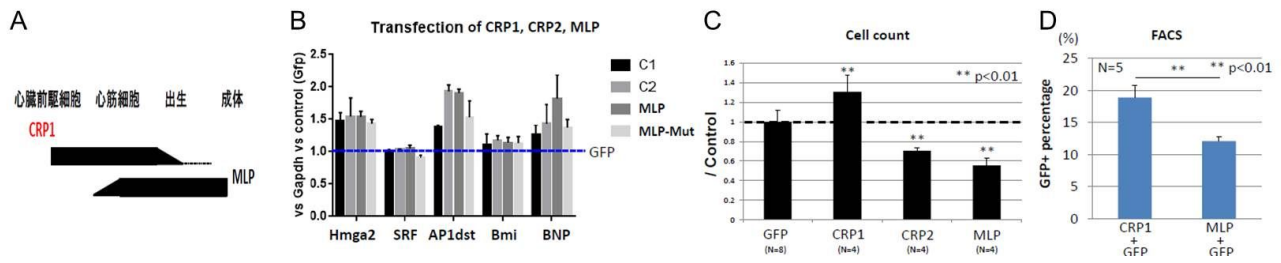 A
心臓前駆細胞 心筋細胞 出生 成体
CRP1
MLP
B
Transfection of CRP1, CRP2, MLP
vs Gapdh vs control (Gfp)
2.5
2.0
1.5
1.0
0.5
0.0
Hmga2 SRF AP1dst Bmi BNP
C1
C2
MLP
MLP-Mut
GFP
C
Cell count
** p<0.01
/ Control
1.6
1.4
1.2
1
0.8
0.6
0.4
0.2
0
**
**
**
GFP CRP1 CRP2 MLP
(N=8) (N=4) (N=4) (N=4)
D
FACS
(%)
N=5 ** ** p<0.01
GFP+ percentage
25
20
15
10
5
0
CRP1 MLP
+ +
GFP GFP